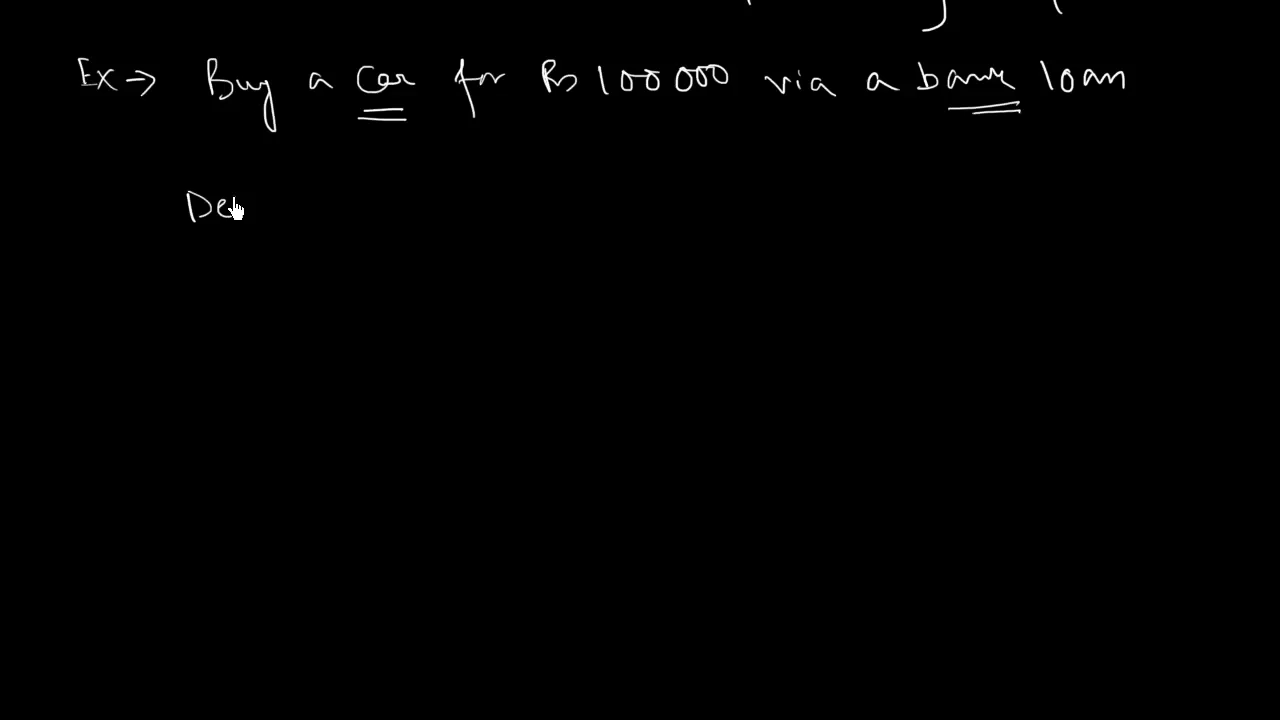 Ex → Buy a car for Rs 100000 via a bank loan
De